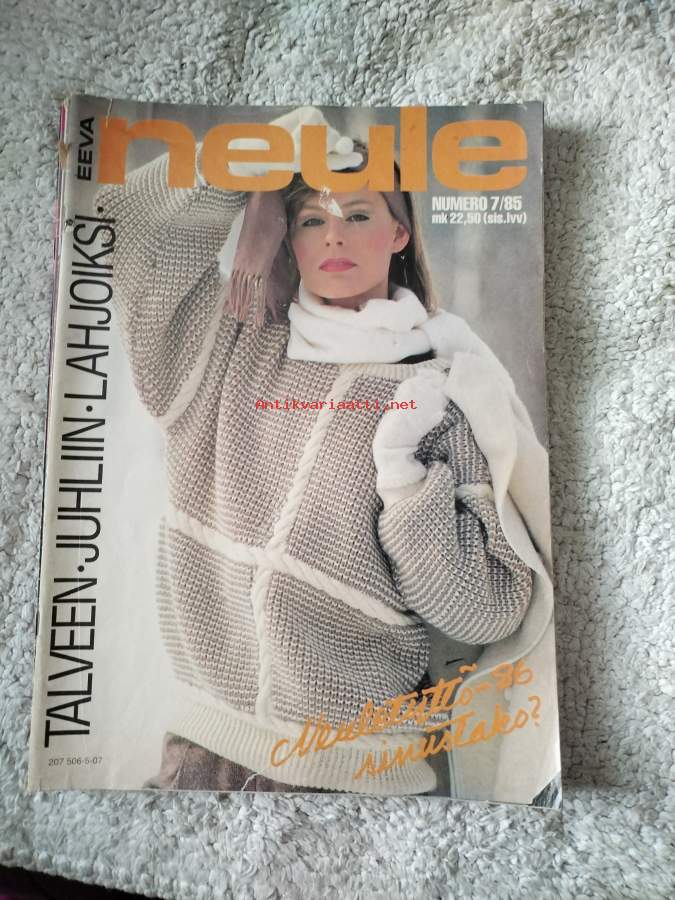 EEVA
neule
NUMERO 7/85
mk 22,50 (sis.lvv)
TALVEEN·JUHLIIN·LAHJOIKSI·
Antikvariaatti.net
Neuletyttö-86
sinustako?
207 506-5-07